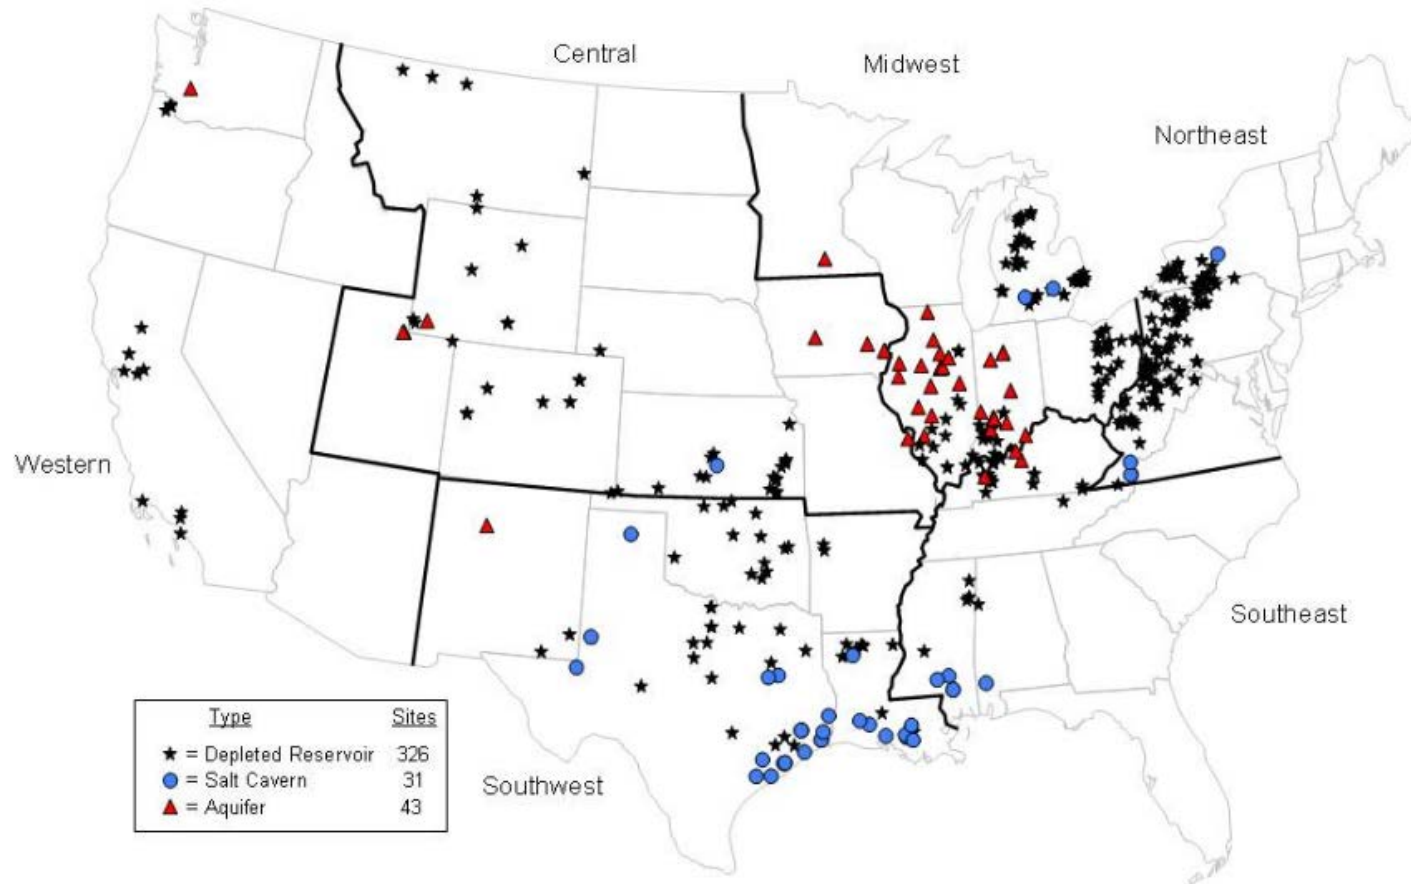 Central
Midwest
Northeast
Western
Southeast
Southwest
Type Sites
= Depleted Reservoir 326
= Salt Cavern 31
= Aquifer 43